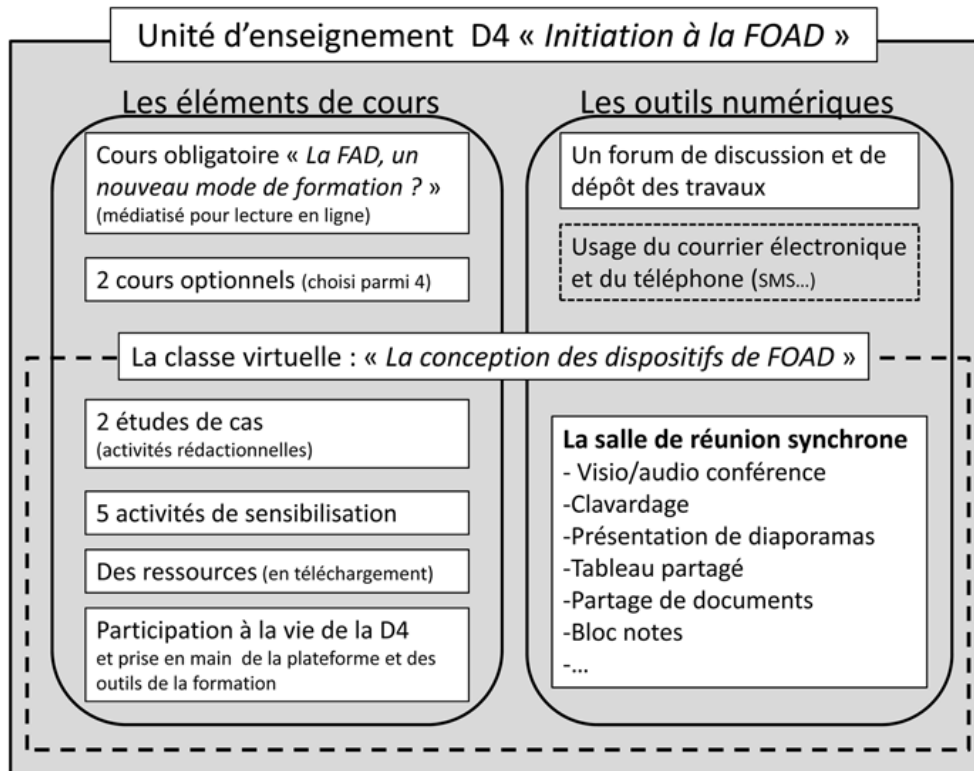 Unité d’enseignement D4 « Initiation à la FOAD »
Les éléments de cours
Cours obligatoire « La FAD, un
nouveau mode de formation ? »
(médiatisé pour lecture en ligne)
2 cours optionnels (choisi parmi 4)
Les outils numériques
Un forum de discussion et de
dépôt des travaux
Usage du courrier électronique
et du téléphone (SMS...)
La classe virtuelle : « La conception des dispositifs de FOAD »
2 études de cas
(activités rédactionnelles)
5 activités de sensibilisation
Des ressources (en téléchargement)
Participation à la vie de la D4
et prise en main de la plateforme et des
outils de la formation
La salle de réunion synchrone
- Visio/audio conférence
-Clavardage
-Présentation de diaporamas
-Tableau partagé
-Partage de documents
-Bloc notes
-...